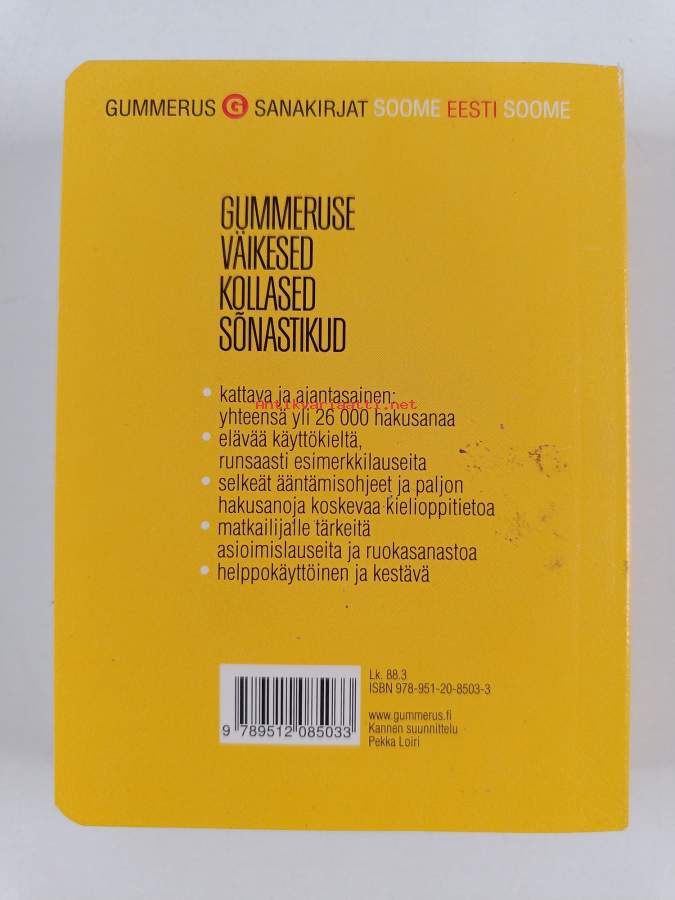 GUMMERUS G SANAKIRJAT SOOME EESTI SOOME
GUMMERUSE
VÄIKESED
KOLLASED
SÕNASTIKUD
• kattava ja ajantasainen:
Antikvariaatti.net
yhteensä yli 26 000 hakusanaa
• elävää käyttökieltä,
runsaasti esimerkkilauseita
• selkeät ääntämisohjeet ja paljon
hakusanoja koskevaa kielioppitietoa
• matkailijalle tärkeitä
asioimislauseita ja ruokasanastoa
• helppokäyttöinen ja kestävä
Lk. 88.3
ISBN 978-951-20-8503-3
www.gummerus.fi
Kannen suunnittelu
Pekka Loiri
9 789512 085033